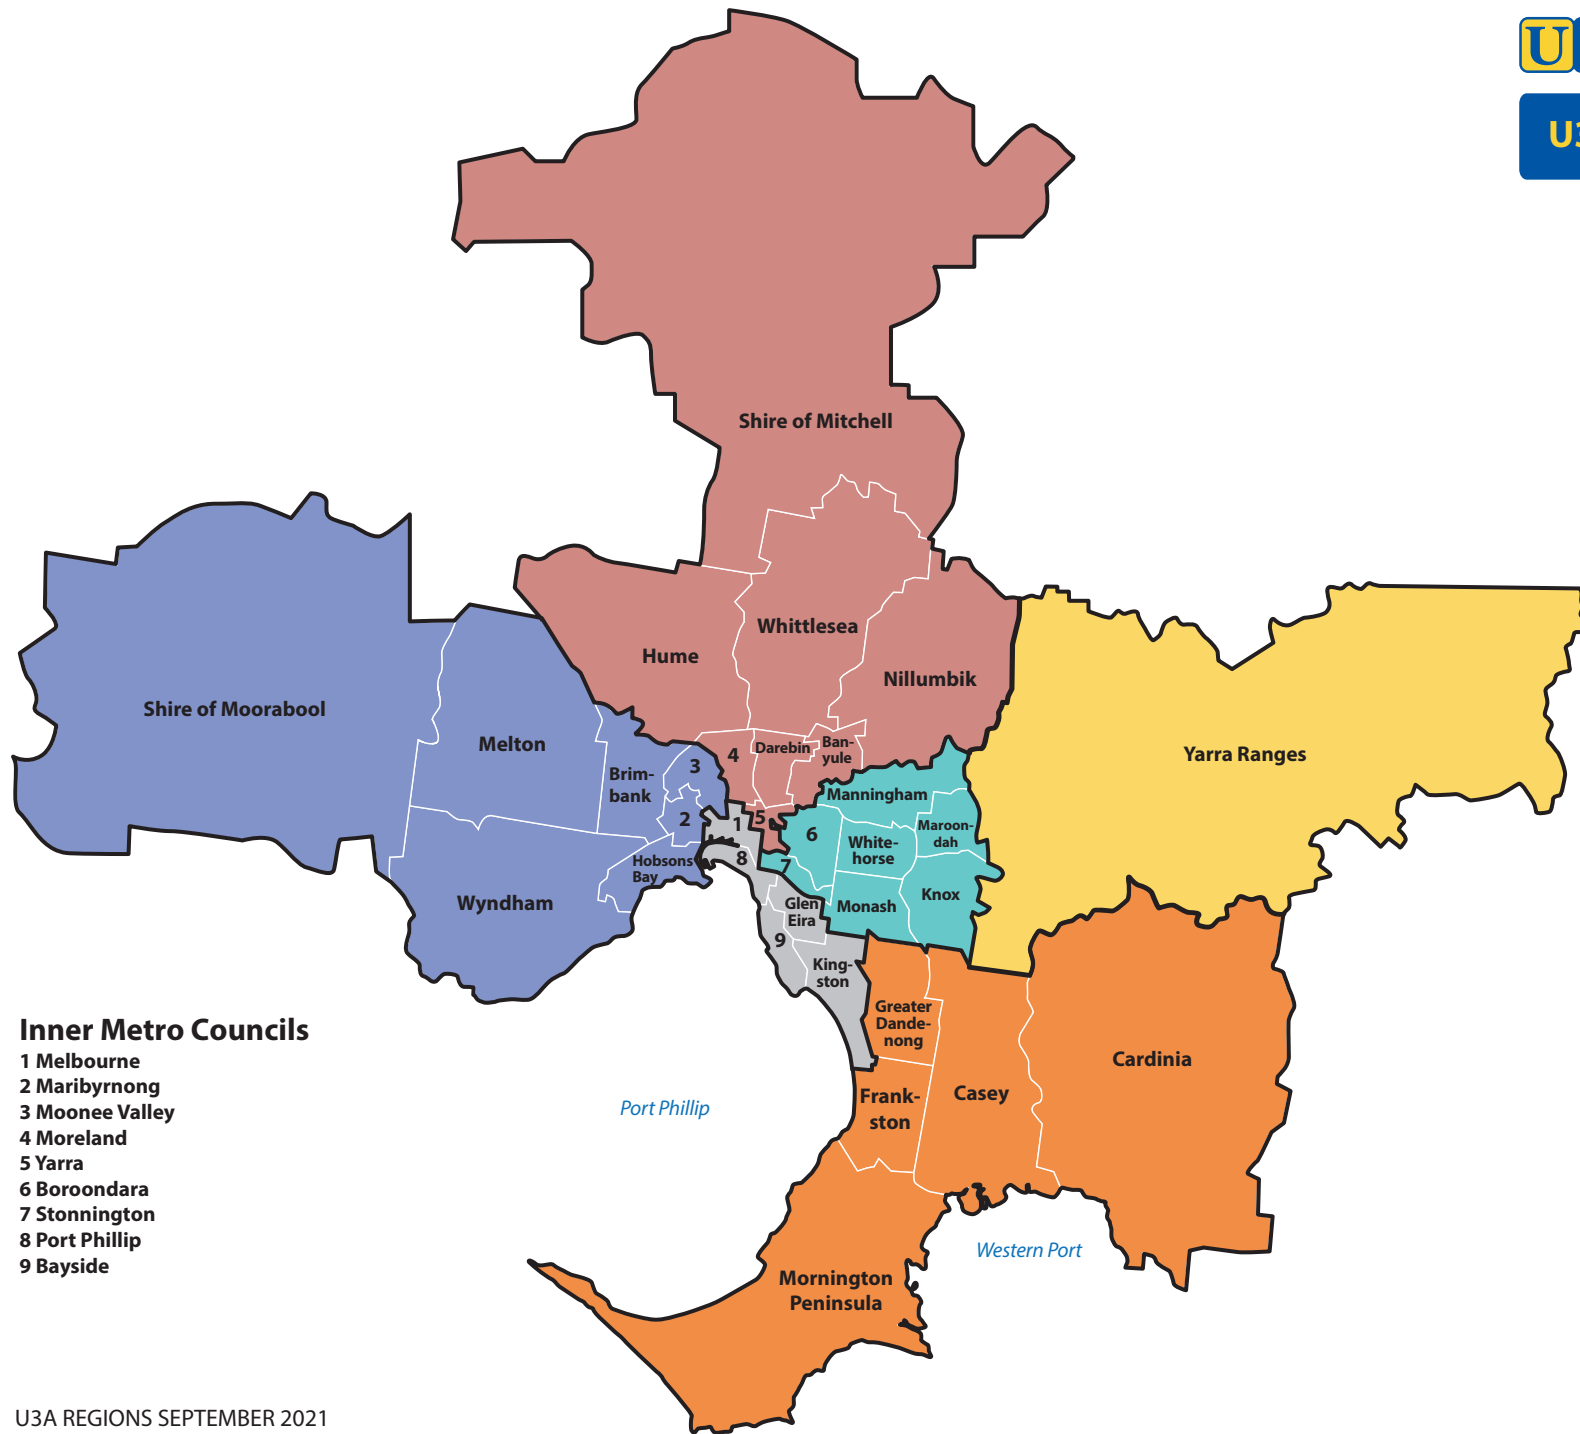 U
U3
Shire of Mitchell
Whittlesea
Hume
Nillumbik
Shire of Moorabool
Melton
Brim-
bank
3
4
Darebin
Ban-
yule
Yarra Ranges
Manningham
2
1
5
6
Maroon-
dah
White-
horse
Hobsons
Bay
8
7
Wyndham
Glen
Eira
Monash
Knox
9
King-
ston
Greater
Dande-
nong
Cardinia
Frank-
ston
Casey
Port Phillip
Western Port
Mornington
Peninsula
Inner Metro Councils
1 Melbourne
2 Maribyrnong
3 Moonee Valley
4 Moreland
5 Yarra
6 Boroondara
7 Stonnington
8 Port Phillip
9 Bayside
U3A REGIONS SEPTEMBER 2021